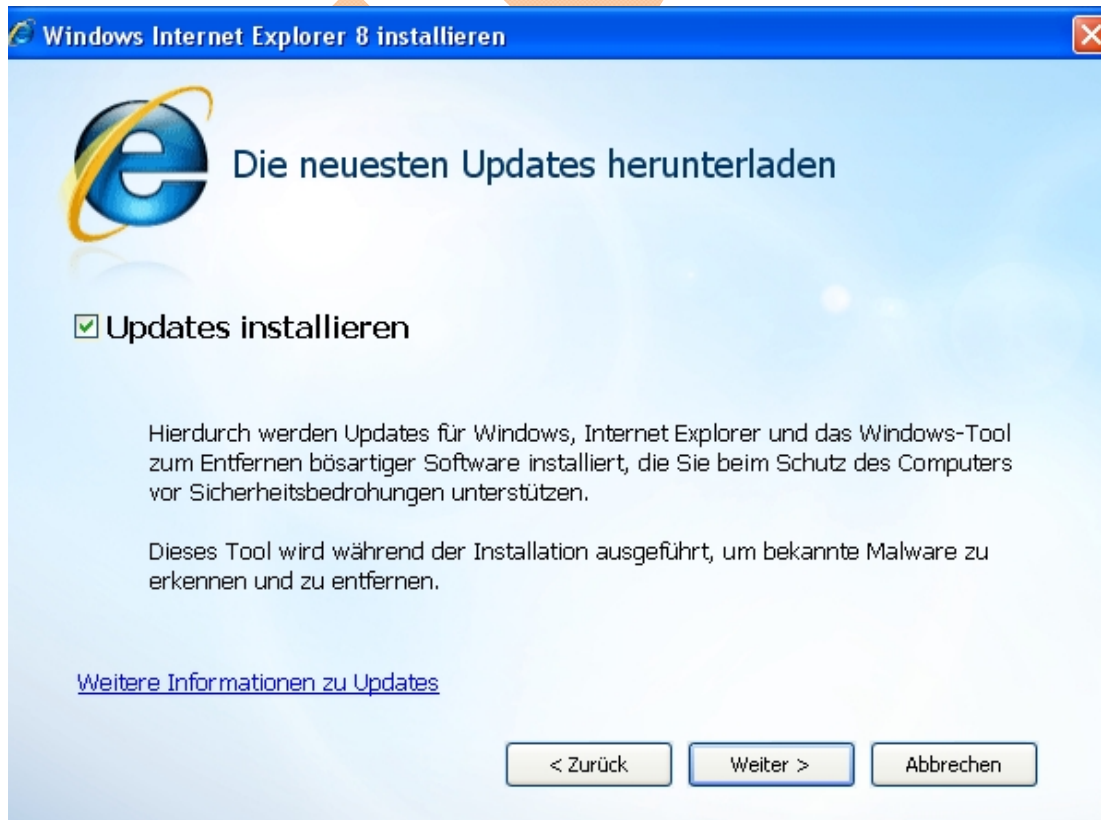 Windows Internet Explorer 8 installieren
Die neuesten Updates herunterladen
Updates installieren
Hierdurch werden Updates für Windows, Internet Explorer und das Windows-Tool
zum Entfernen bösartiger Software installiert, die Sie beim Schutz des Computers
vor Sicherheitsbedrohungen unterstützen.
Dieses Tool wird während der Installation ausgeführt, um bekannte Malware zu
erkennen und zu entfernen.
Weitere Informationen zu Updates
< Zurück
Weiter >
Abbrechen